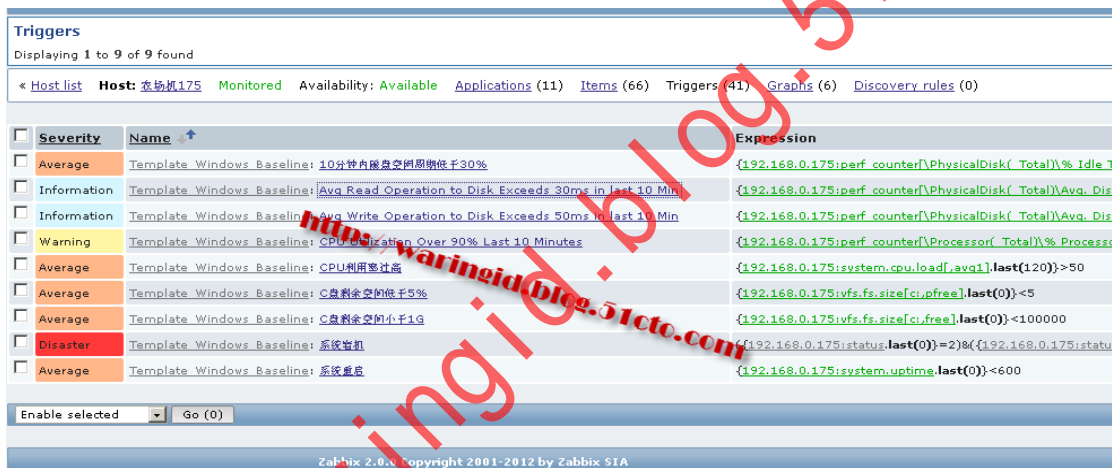 Triggers
Displaying 1 to 9 of 9 found
« Host list Host: 农场机175 Monitored Availability: Available Applications (11) Items (66) Triggers (41) Graphs (6) Discovery rules (0)
Severity Name Expression
Average Template Windows Baseline: 10分钟内磁盘空闲周期低于30% {192.168.0.175:perf_counter[\PhysicalDisk(_Total)\% Idle T
Information Template Windows Baseline: Avg Read Operation to Disk Exceeds 30ms in last 10 Min {192.168.0.175:perf_counter[\PhysicalDisk(_Total)\Avg. Dis
Information Template Windows Baseline: Avg Write Operation to Disk Exceeds 50ms in last 10 Min {192.168.0.175:perf_counter[\PhysicalDisk(_Total)\Avg. Dis
Warning Template Windows Baseline: CPU Utilization Over 90% Last 10 Minutes {192.168.0.175:perf_counter[\Processor(_Total)\% Processo
Average Template Windows Baseline: CPU利用率过高 {192.168.0.175:system.cpu.load[,avg1].last(120)}>50
Average Template Windows Baseline: C盘剩余空间低于5% {192.168.0.175:vfs.fs.size[c:,pfree].last(0)}<5
Average Template Windows Baseline: C盘剩余空间小于1G {192.168.0.175:vfs.fs.size[c:,free].last(0)}<100000
Disaster Template Windows Baseline: 系统宕机 ({192.168.0.175:status.last(0)}=2)&({192.168.0.175:statu
Average Template Windows Baseline: 系统重启 {192.168.0.175:system.uptime.last(0)}<600
http://waringid.blog.51cto.com
Enable selected Go (0)
Zabbix 2.0.0 Copyright 2001-2012 by Zabbix SIA
ingid.blog.5